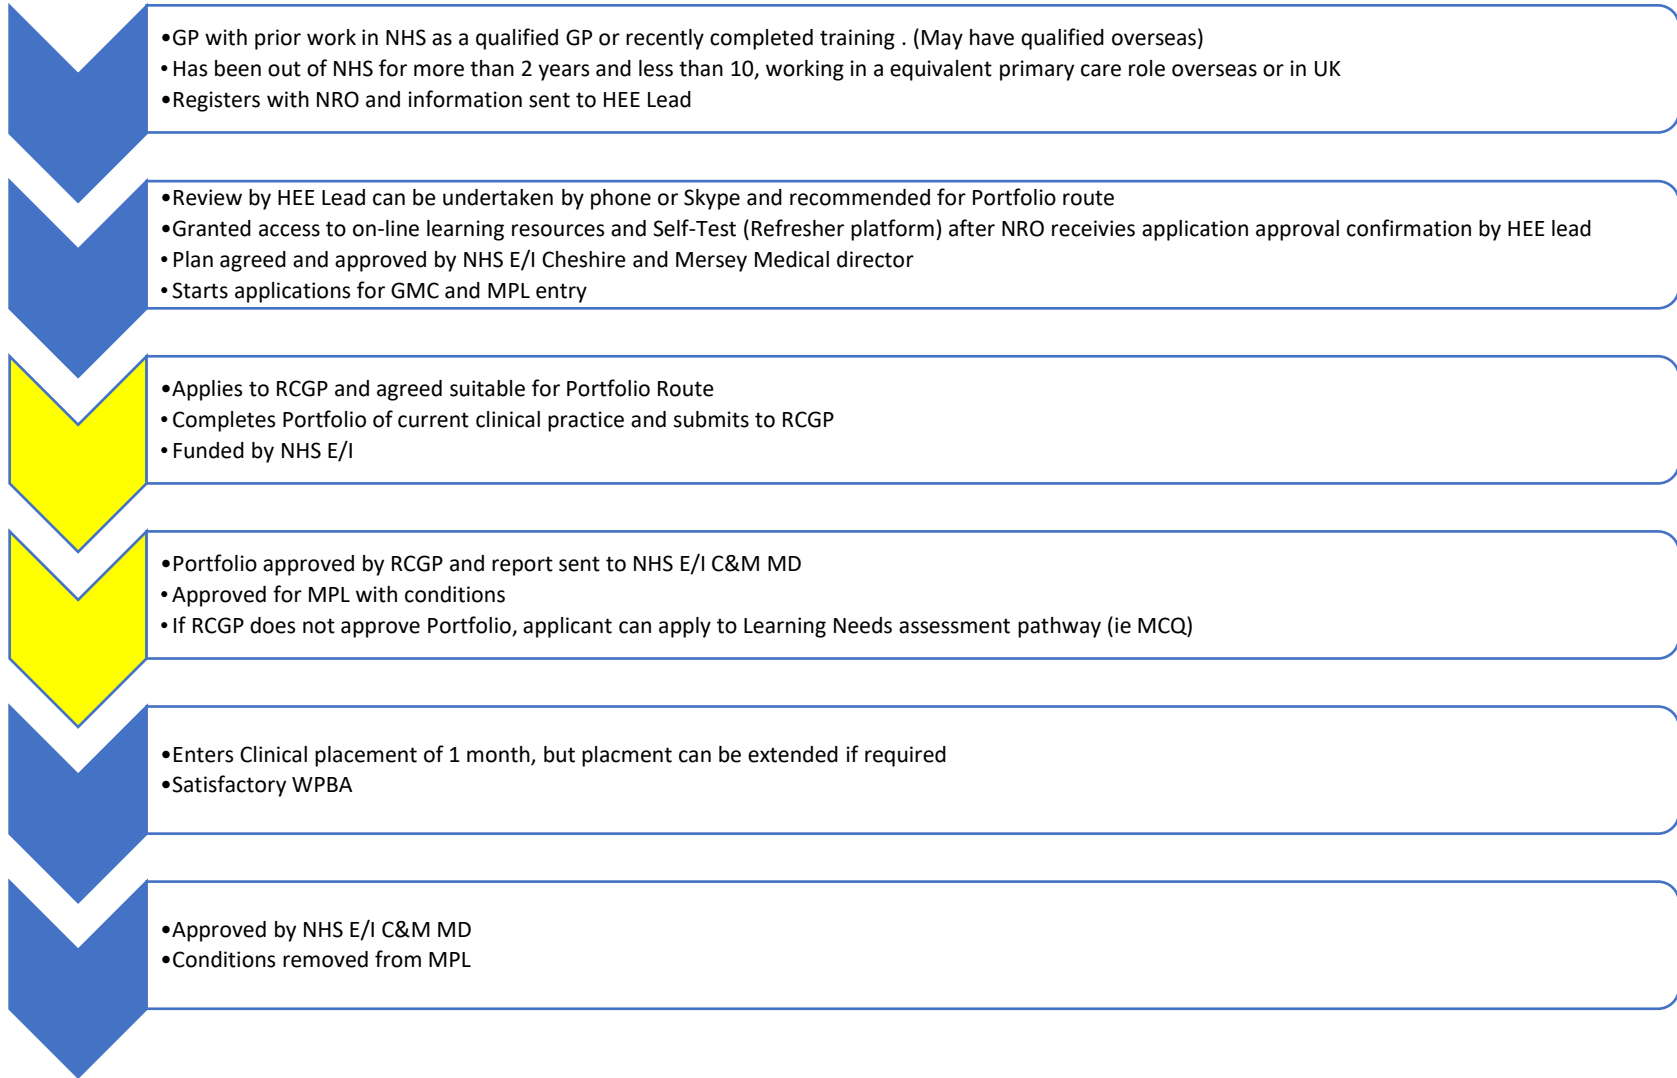 •GP with prior work in NHS as a qualified GP or recently completed training . (May have qualified overseas)
• Has been out of NHS for more than 2 years and less than 10, working in a equivalent primary care role overseas or in UK
•Registers with NRO and information sent to HEE Lead
•Review by HEE Lead can be undertaken by phone or Skype and recommended for Portfolio route
•Granted access to on-line learning resources and Self-Test (Refresher platform) after NRO receivies application approval confirmation by HEE lead
• Plan agreed and approved by NHS E/I Cheshire and Mersey Medical director
• Starts applications for GMC and MPL entry
•Applies to RCGP and agreed suitable for Portfolio Route
• Completes Portfolio of current clinical practice and submits to RCGP
• Funded by NHS E/I
•Portfolio approved by RCGP and report sent to NHS E/I C&M MD
• Approved for MPL with conditions
• If RCGP does not approve Portfolio, applicant can apply to Learning Needs assessment pathway (ie MCQ)
•Enters Clinical placement of 1 month, but placment can be extended if required
•Satisfactory WPBA
•Approved by NHS E/I C&M MD
•Conditions removed from MPL